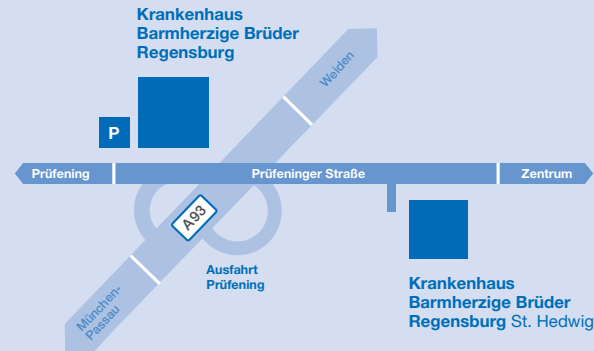 Krankenhaus
Barmherzige Brüder
Regensburg
Weiden
P
Prüfening
Prüfeninger Straße
Zentrum
A93
Ausfahrt
Prüfening
München-
Passau
Krankenhaus
Barmherzige Brüder
Regensburg St. Hedwig